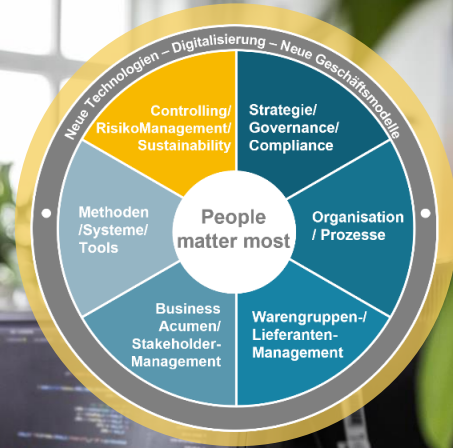 Neue Technologien – Digitalisierung – Neue Geschäftsmodelle
Controlling/
RisikoManagement/
Sustainability
Strategie/
Governance/
Compliance
Methoden
/Systeme/
Tools
People
matter most
Organisation
/ Prozesse
Business
Acumen/
Stakeholder-
Management
Warengruppen-/
Lieferanten-
Management